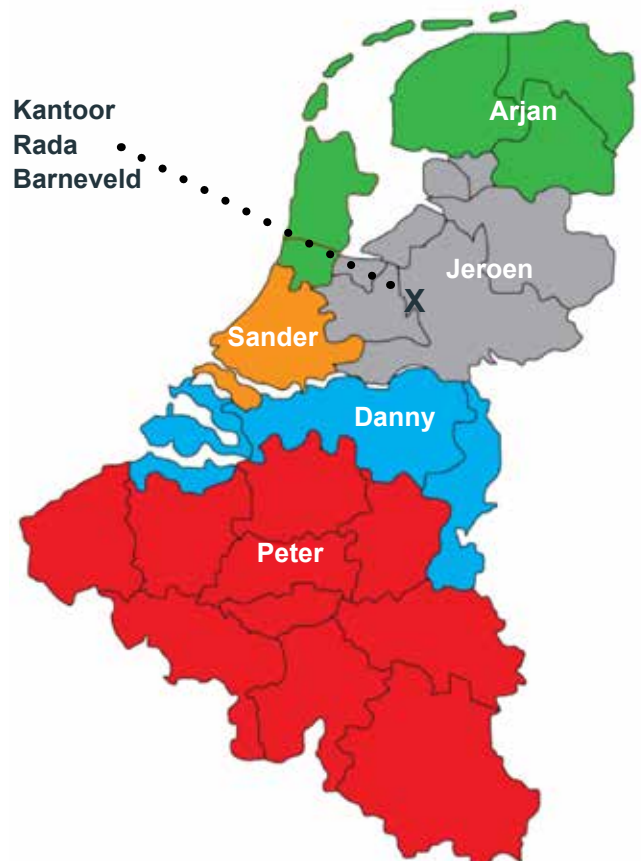 Kantoor
Rada
Barneveld
Arjan
Jeroen
X
Sander
Danny
Peter